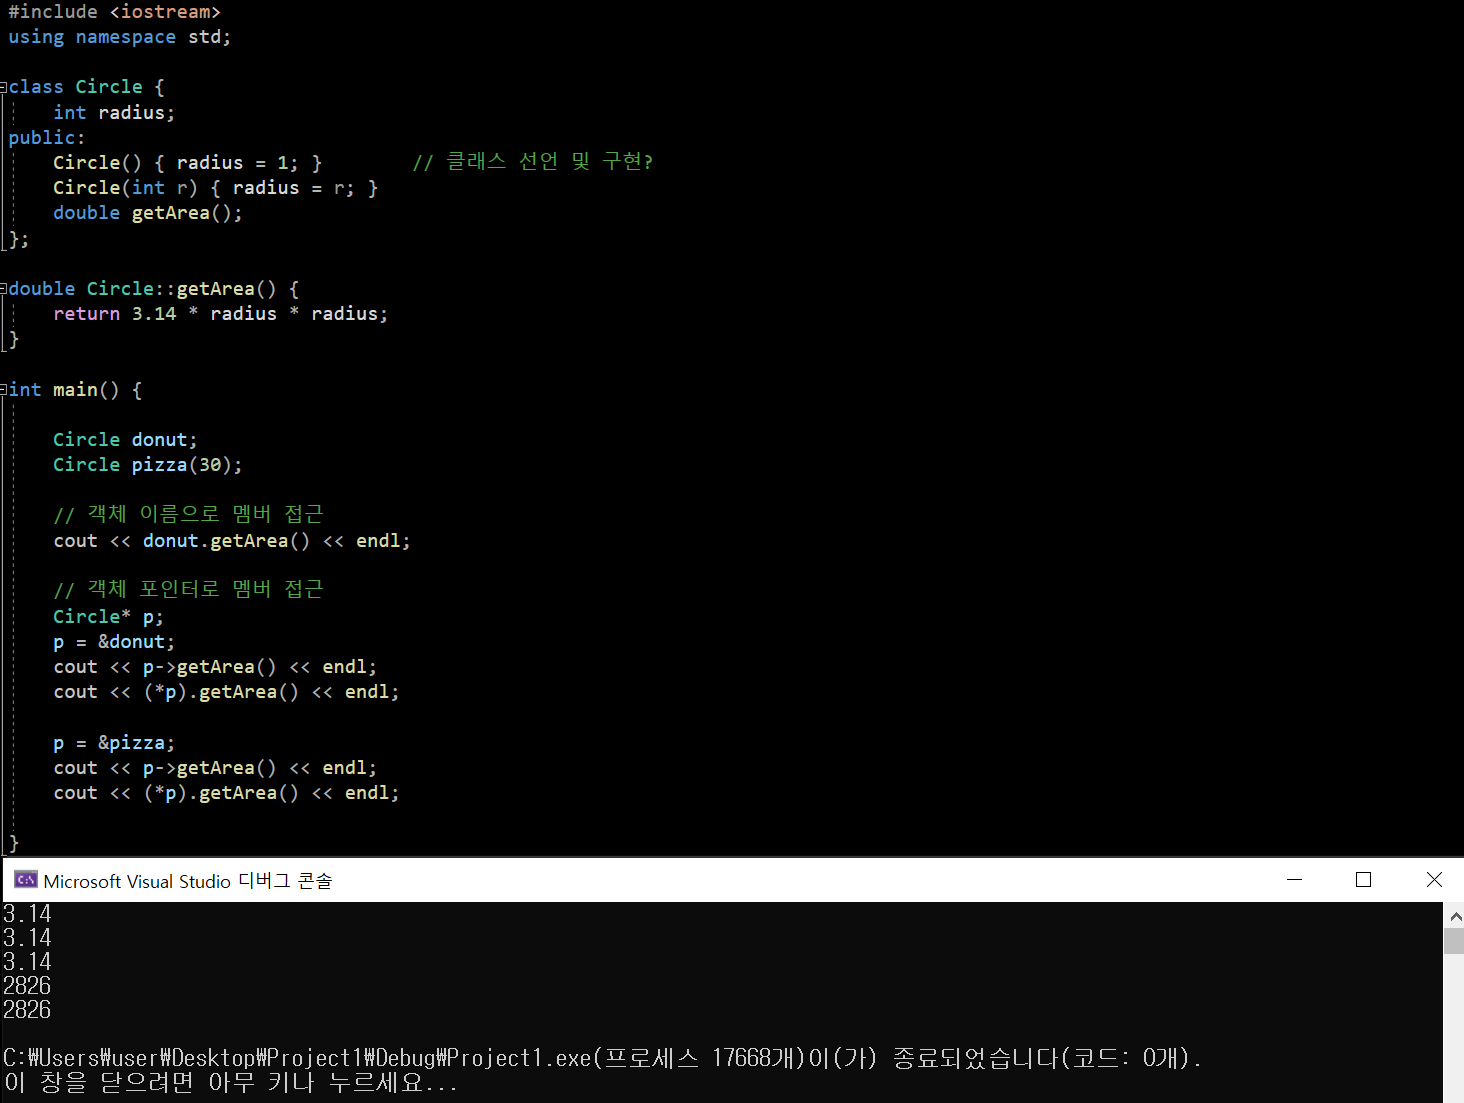 #include <iostream>
using namespace std;
class Circle {
int radius;
public:
Circle() { radius = 1; } // 클래스 선언 및 구현?
Circle(int r) { radius = r; }
double getArea();
};
double Circle::getArea() {
return 3.14 * radius * radius;
}
int main() {
Circle donut;
Circle pizza(30);
// 객체 이름으로 멤버 접근
cout << donut.getArea() << endl;
// 객체 포인터로 멤버 접근
Circle* p;
p = &donut;
cout << p->getArea() << endl;
cout << (*p).getArea() << endl;
p = &pizza;
cout << p->getArea() << endl;
cout << (*p).getArea() << endl;
}
Microsoft Visual Studio 디버그 콘솔
3.14
3.14
3.14
2826
2826
C:₩Users₩user₩Desktop₩Project1₩Debug₩Project1.exe(프로세스 17668개)이(가) 종료되었습니다(코드: 0개).
이 창을 닫으려면 아무 키나 누르세요...